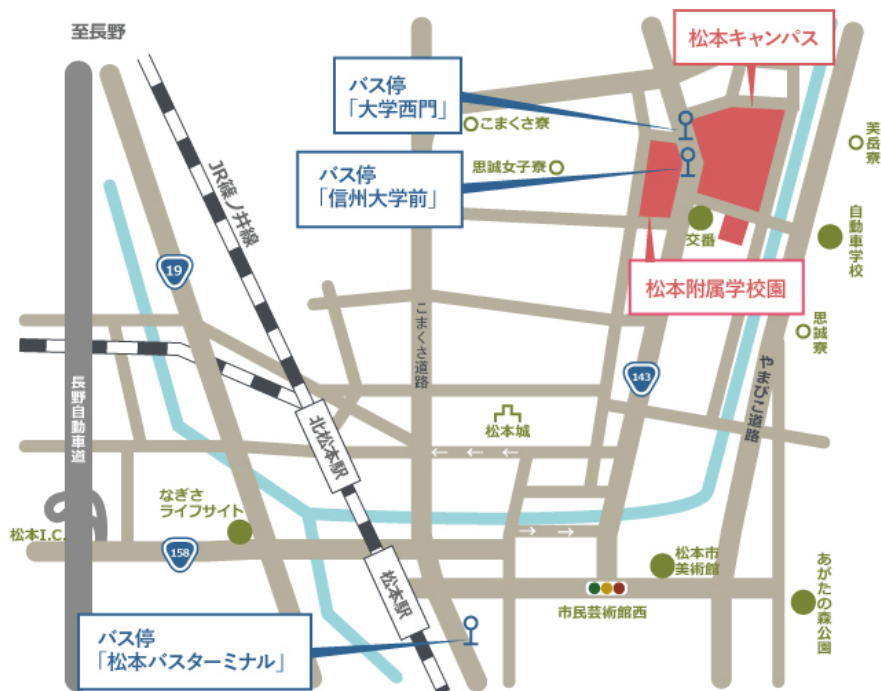 至長野
松本キャンパス
バス停
「大学西門」
こまくさ寮
芙岳寮
バス停
「信州大学前」
思誠女子寮
JR篠ノ井線
交番
自動車学校
19
松本附属学校園
こまくさ道路
思誠寮
143
やまびこ道路
長野自動車道
北松本駅
松本城
← ← ←
なぎさ
ライフサイト
松本I.C.
158
→ →
松本市
美術館
松本駅
市民芸術館西
あがたの森公園
バス停
「松本バスターミナル」